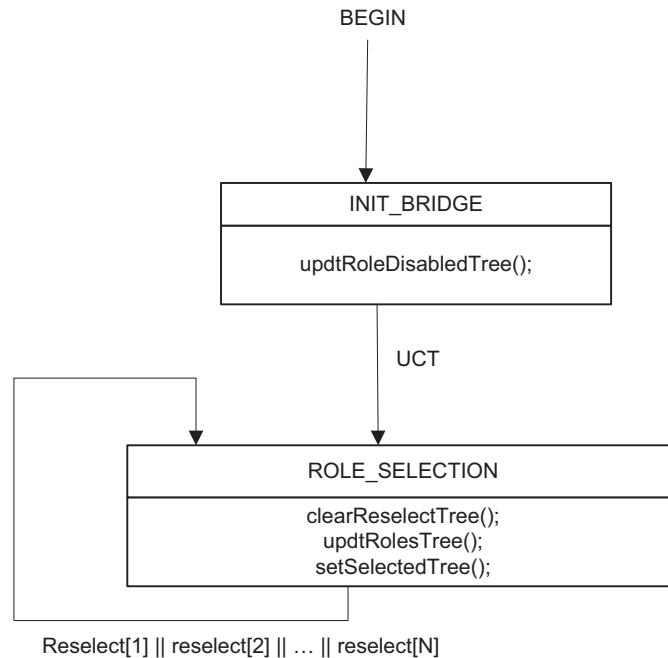 BEGIN
INIT_BRIDGE
updtRoleDisabledTree();
UCT
ROLE_SELECTION
clearReselectTree();
updtRolesTree();
setSelectedTree();
Reselect[1] || reselect[2] || … || reselect[N]